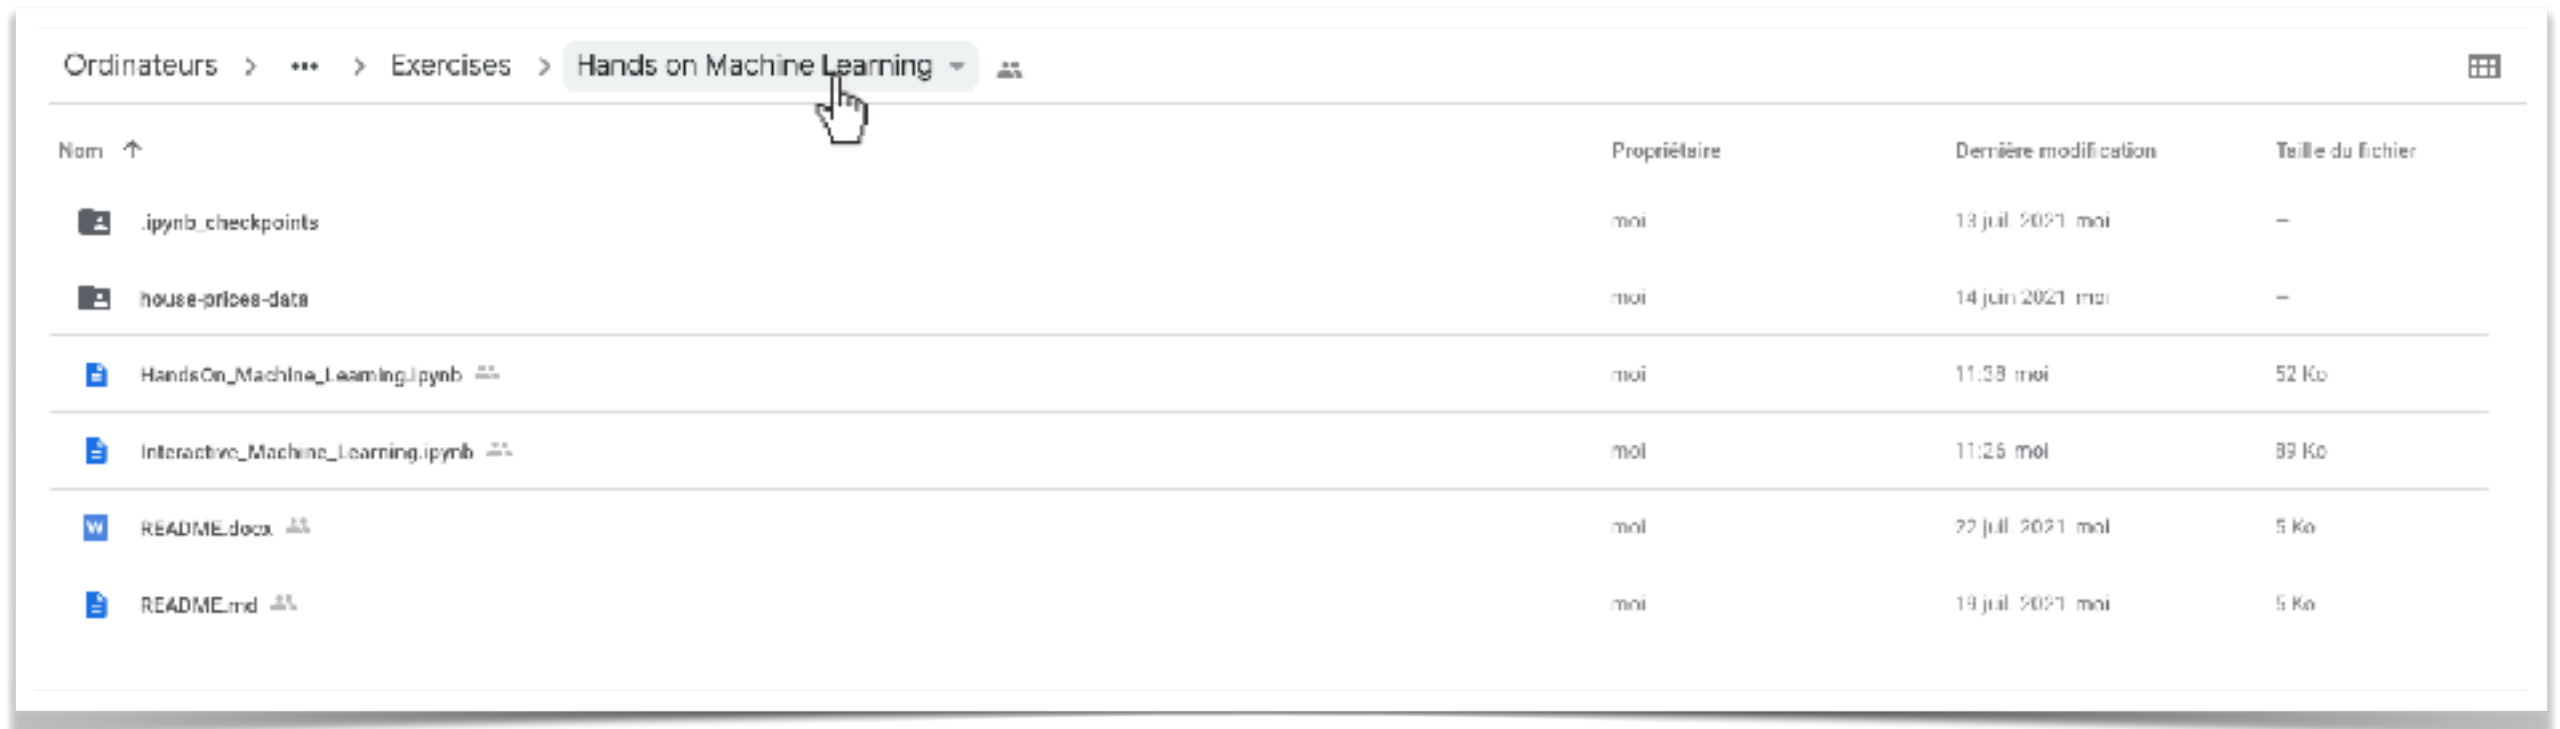 Ordinateurs > ••• > Exercises > Hands on Machine Learning
Nom ↑ Propriétaire Dernière modification Taille du fichier
.ipynb_checkpoints moi 13 juil. 2021 moi –
house-prices-data moi 14 juin 2021 moi –
HandsOn_Machine_Learning.ipynb moi 11:38 moi 52 Ko
Interactive_Machine_Learning.ipynb moi 11:26 moi 89 Ko
W README.docx moi 22 juil. 2021 moi 5 Ko
README.md moi 19 juil. 2021 moi 5 Ko